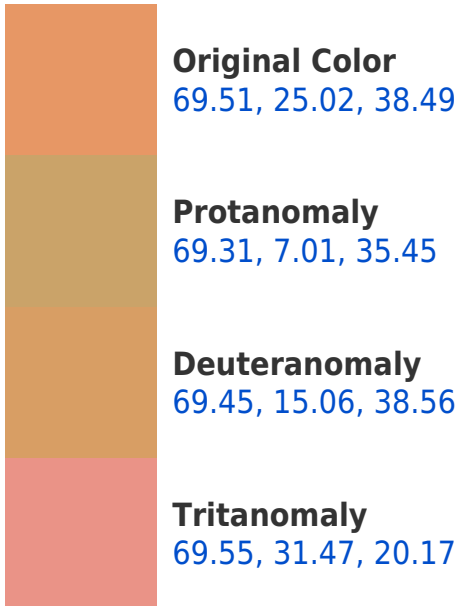 Original Color
69.51, 25.02, 38.49
Protanomaly
69.31, 7.01, 35.45
Deuteranomaly
69.45, 15.06, 38.56
Tritanomaly
69.55, 31.47, 20.17